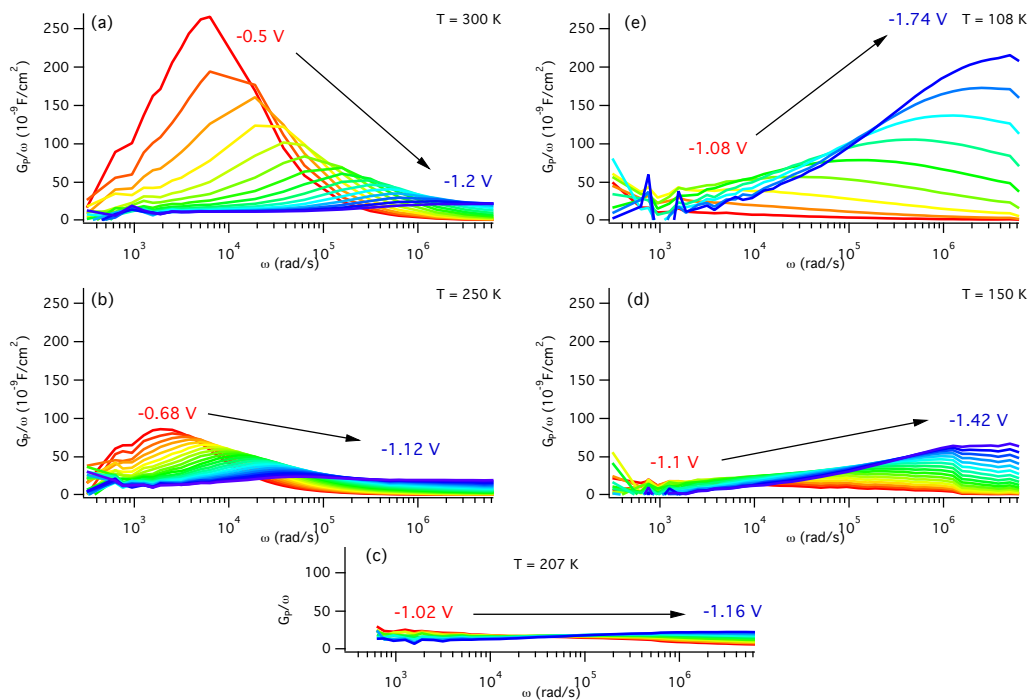 (a)
T = 300 K
250
200
150
100
50
0
G_P/ω (10^-9 F/cm^2)
-0.5 V
-1.2 V
10^3
10^4
10^5
10^6
ω (rad/s)
(e)
T = 108 K
250
200
150
100
50
0
G_P/ω (10^-9 F/cm^2)
-1.74 V
-1.08 V
10^3
10^4
10^5
10^6
ω (rad/s)
(b)
T = 250 K
250
200
150
100
50
0
G_P/ω (10^-9 F/cm^2)
-0.68 V
-1.12 V
10^3
10^4
10^5
10^6
ω (rad/s)
(d)
T = 150 K
250
200
150
100
50
0
G_P/ω (10^-9 F/cm^2)
-1.42 V
-1.1 V
10^3
10^4
10^5
10^6
ω (rad/s)
(c)
T = 207 K
100
50
0
G_P/ω
-1.02 V
-1.16 V
10^3
10^4
10^5
10^6
ω (rad/s)